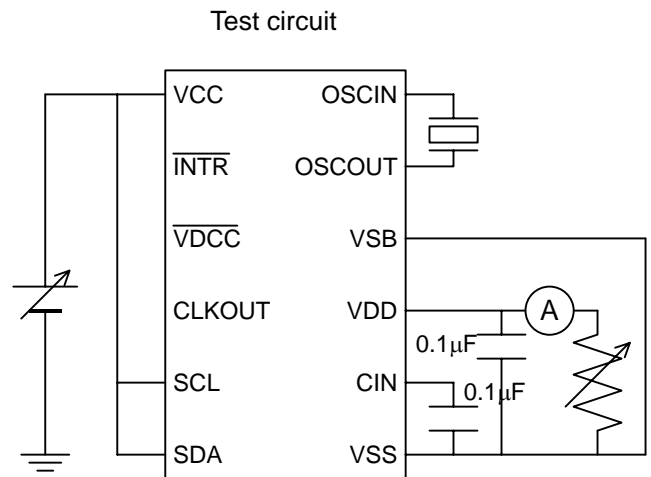 Test circuit
VCC
OSCIN
INTR
OSCOUT
VDCC
VSB
CLKOUT
VDD
A
0.1μF
SCL
CIN
0.1μF
SDA
VSS